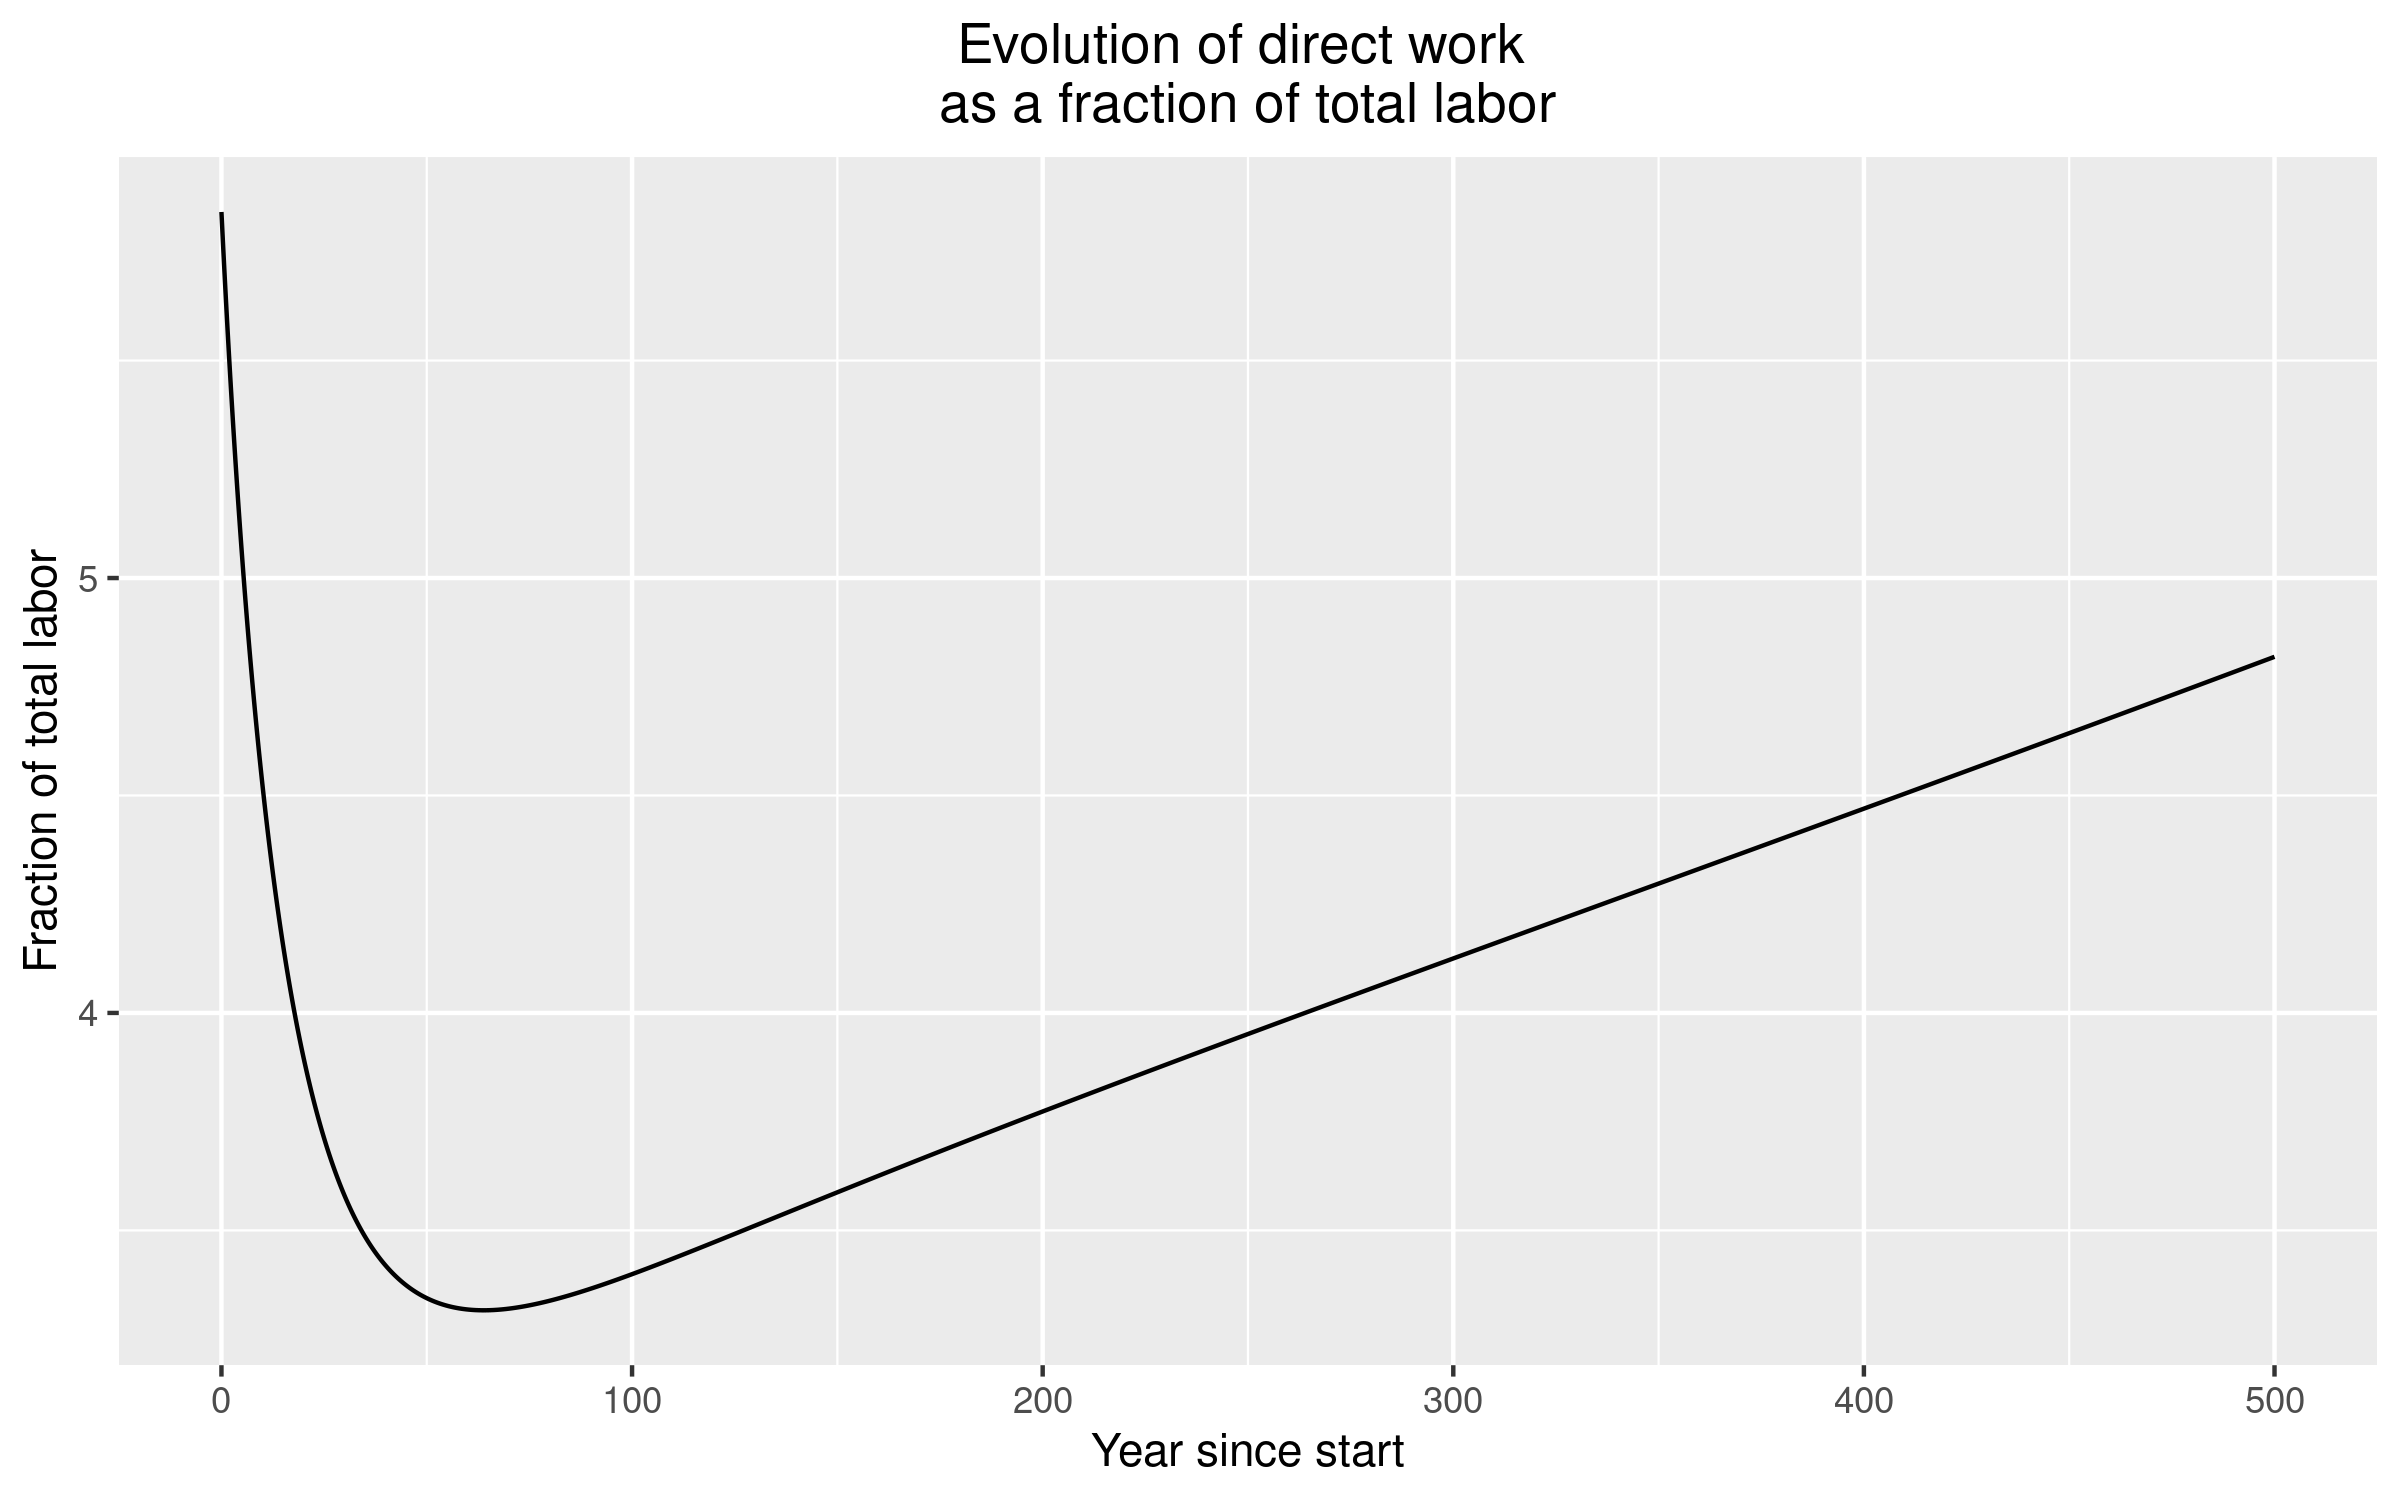 Evolution of direct work
as a fraction of total labor
Fraction of total labor
5
4
0 100 200 300 400 500
Year since start